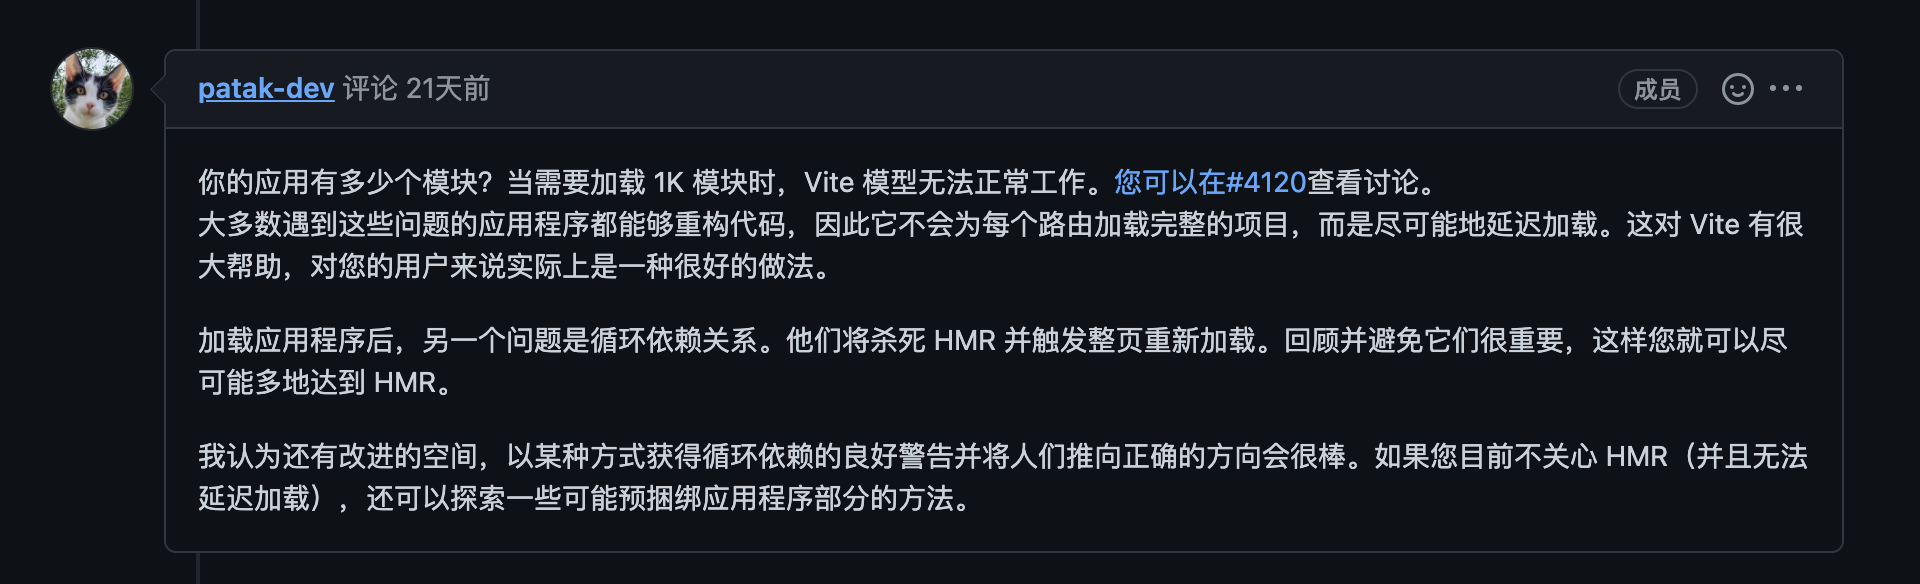 patak-dev 评论 21天前
成员
你的应用有多少个模块？当需要加载 1K 模块时，Vite 模型无法正常工作。您可以在#4120查看讨论。
大多数遇到这些问题的应用程序都能够重构代码，因此它不会为每个路由加载完整的项目，而是尽可能地延迟加载。这对 Vite 有很
大帮助，对您的用户来说实际上是一种很好的做法。
加载应用程序后，另一个问题是循环依赖关系。他们将杀死 HMR 并触发整页重新加载。回顾并避免它们很重要，这样您就可以尽
可能多地达到 HMR。
我认为还有改进的空间，以某种方式获得循环依赖的良好警告并将人们推向正确的方向会很棒。如果您目前不关心 HMR（并且无法
延迟加载），还可以探索一些可能预捆绑应用程序部分的方法。